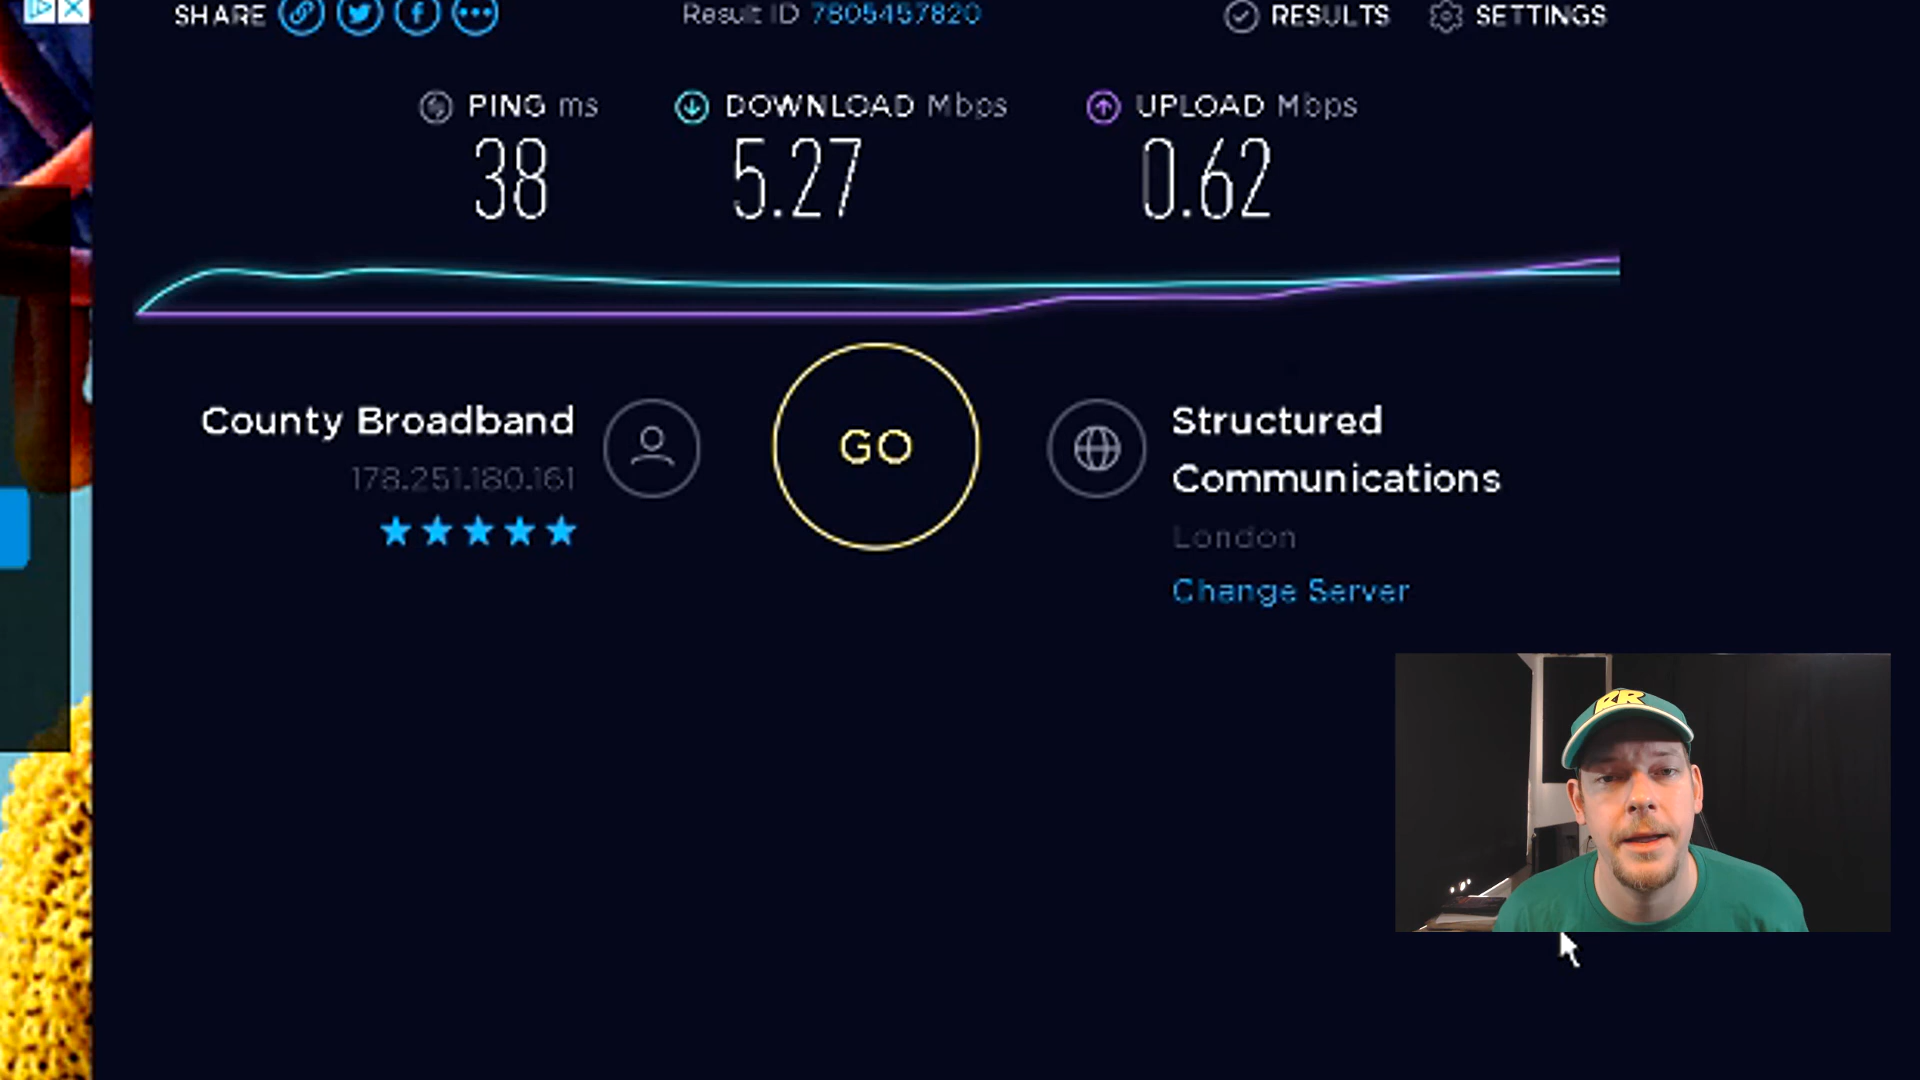 SHARE
Result ID 7805457820
RESULTS
SETTINGS
PING ms
38
DOWNLOAD Mbps
5.27
UPLOAD Mbps
0.62
County Broadband
178.251.180.161
GO
Structured
Communications
London
Change Server
RR